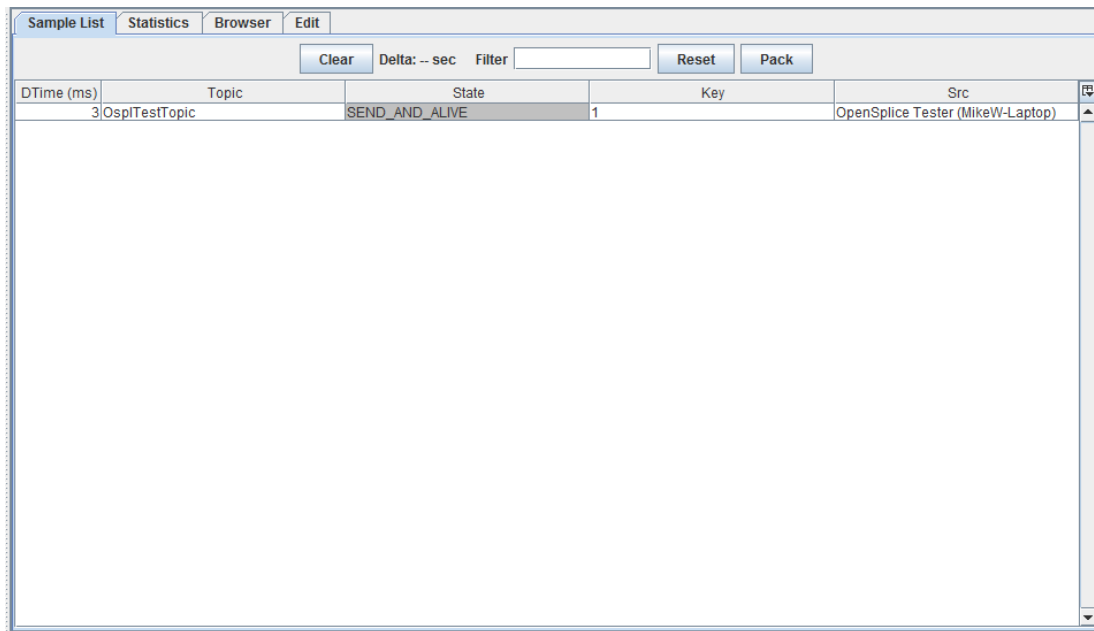 Sample List Statistics Browser Edit
Clear Delta: -- sec Filter Reset Pack
DTime (ms) Topic State Key Src
3 OsplTestTopic SEND_AND_ALIVE 1 OpenSplice Tester (MikeW-Laptop)